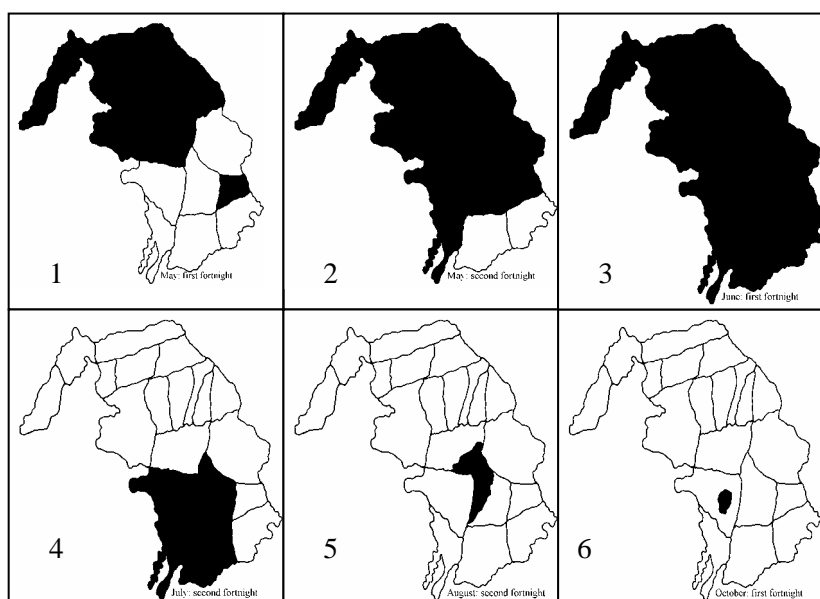 1
May: first fortnight
2
May: second fortnight
3
June: first fortnight
4
July: second fortnight
5
August: second fortnight
6
October: first fortnight